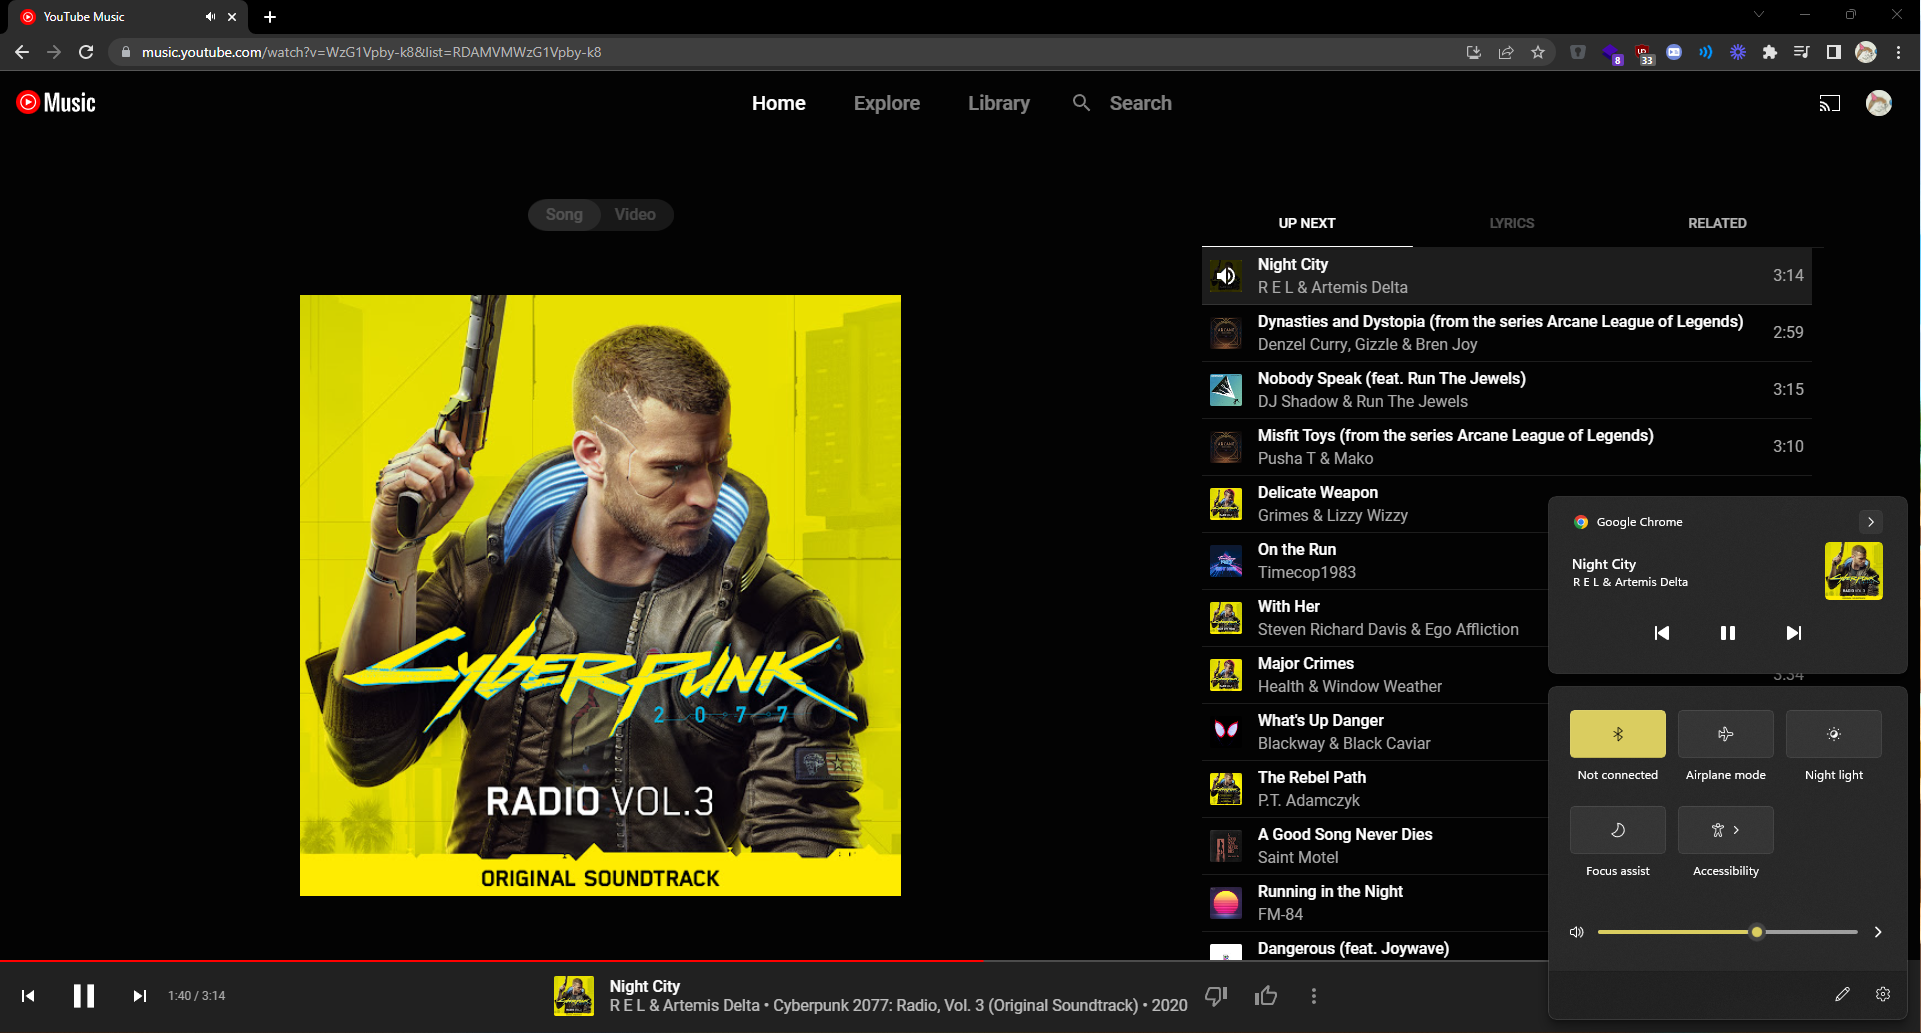 YouTube Music
music.youtube.com/watch?v=WzG1Vpby-k8&list=RDAMVMWzG1Vpby-k8
8
33
Music
Home
Explore
Library
Search
Song
Video
CYBERPUNK
2077
RADIO VOL.3
ORIGINAL SOUNDTRACK
UP NEXT
LYRICS
RELATED
Night City
R E L & Artemis Delta
3:14
Dynasties and Dystopia (from the series Arcane League of Legends)
Denzel Curry, Gizzle & Bren Joy
2:59
Nobody Speak (feat. Run The Jewels)
DJ Shadow & Run The Jewels
3:15
Misfit Toys (from the series Arcane League of Legends)
Pusha T & Mako
3:10
Delicate Weapon
Grimes & Lizzy Wizzy
On the Run
Timecop1983
With Her
Steven Richard Davis & Ego Affliction
Major Crimes
Health & Window Weather
3:34
What's Up Danger
Blackway & Black Caviar
The Rebel Path
P.T. Adamczyk
A Good Song Never Dies
Saint Motel
Running in the Night
FM-84
Dangerous (feat. Joywave)
Google Chrome
Night City
R E L & Artemis Delta
Not connected
Airplane mode
Night light
Focus assist
Accessibility
1:40 / 3:14
Night City
R E L & Artemis Delta • Cyberpunk 2077: Radio, Vol. 3 (Original Soundtrack) • 2020